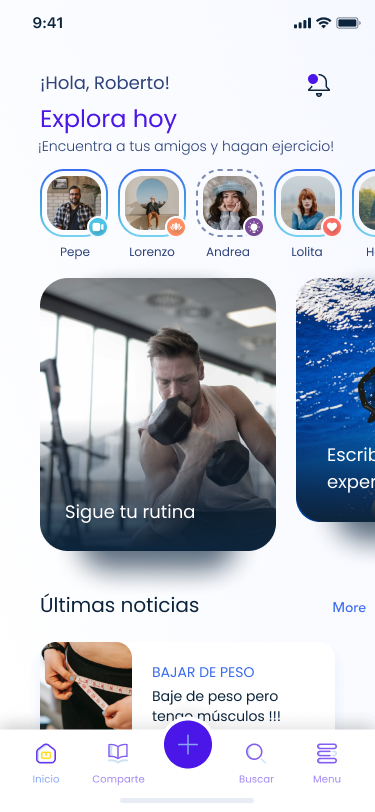 9:41
¡Hola, Roberto!
Explora hoy
¡Encuentra a tus amigos y hagan ejercicio!
Pepe
Lorenzo
Andrea
Lolita
H
Sigue tu rutina
Escrib
exper
Últimas noticias
More
BAJAR DE PESO
Baje de peso pero
tengo músculos !!!
Inicio
Comparte
Buscar
Menu